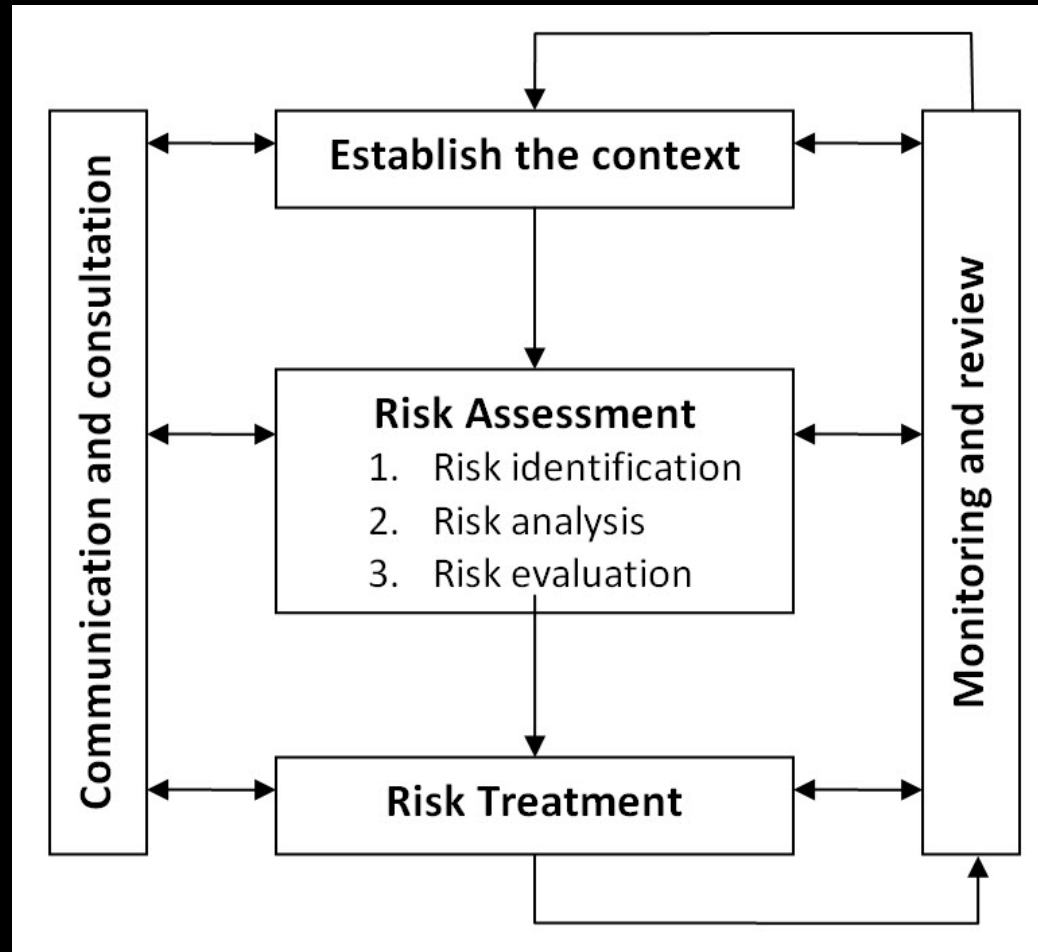 Communication and consultation
Establish the context
Risk Assessment
1. Risk identification
2. Risk analysis
3. Risk evaluation
Risk Treatment
Monitoring and review